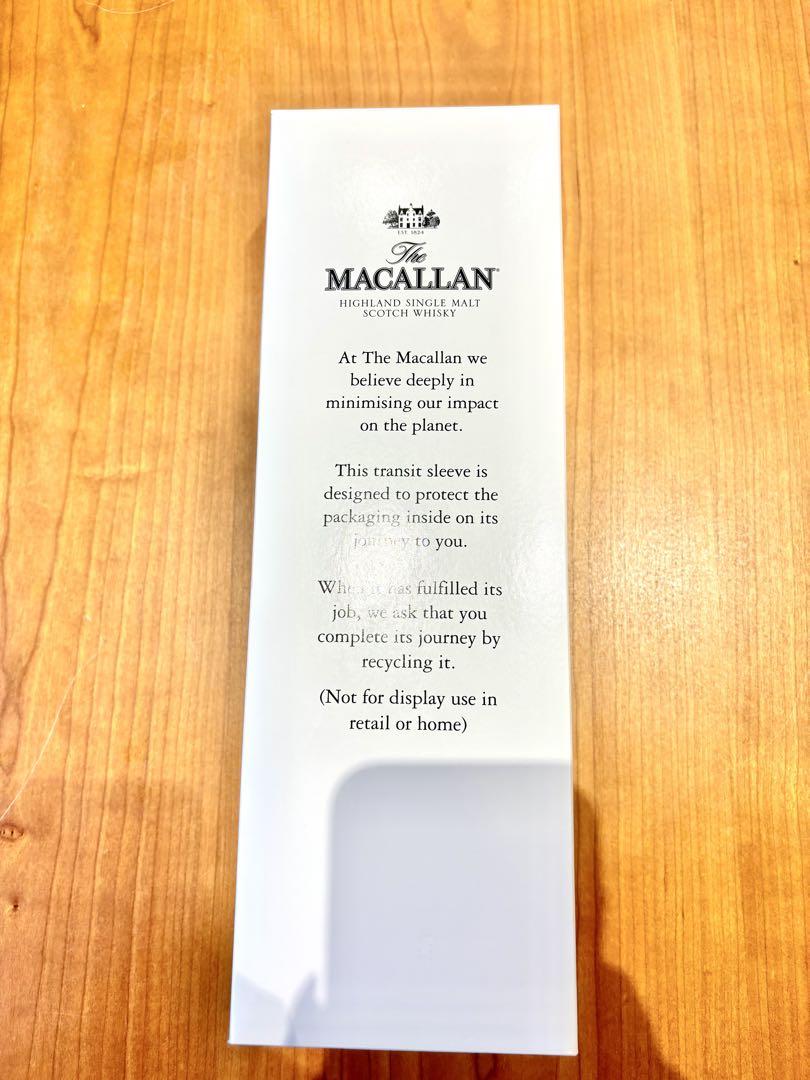 EST. 1824
The
MACALLAN
HIGHLAND SINGLE MALT
SCOTCH WHISKY
At The Macallan we
believe deeply in
minimising our impact
on the planet.
This transit sleeve is
designed to protect the
packaging inside on its
journey to you.
When it has fulfilled its
job, we ask that you
complete its journey by
recycling it.
(Not for display use in
retail or home)